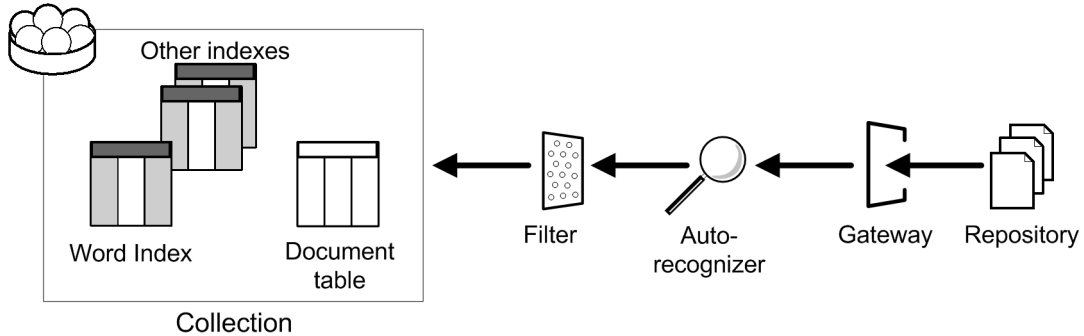 Other indexes
Word Index
Document
table
Collection
Filter
Auto-
recognizer
Gateway
Repository